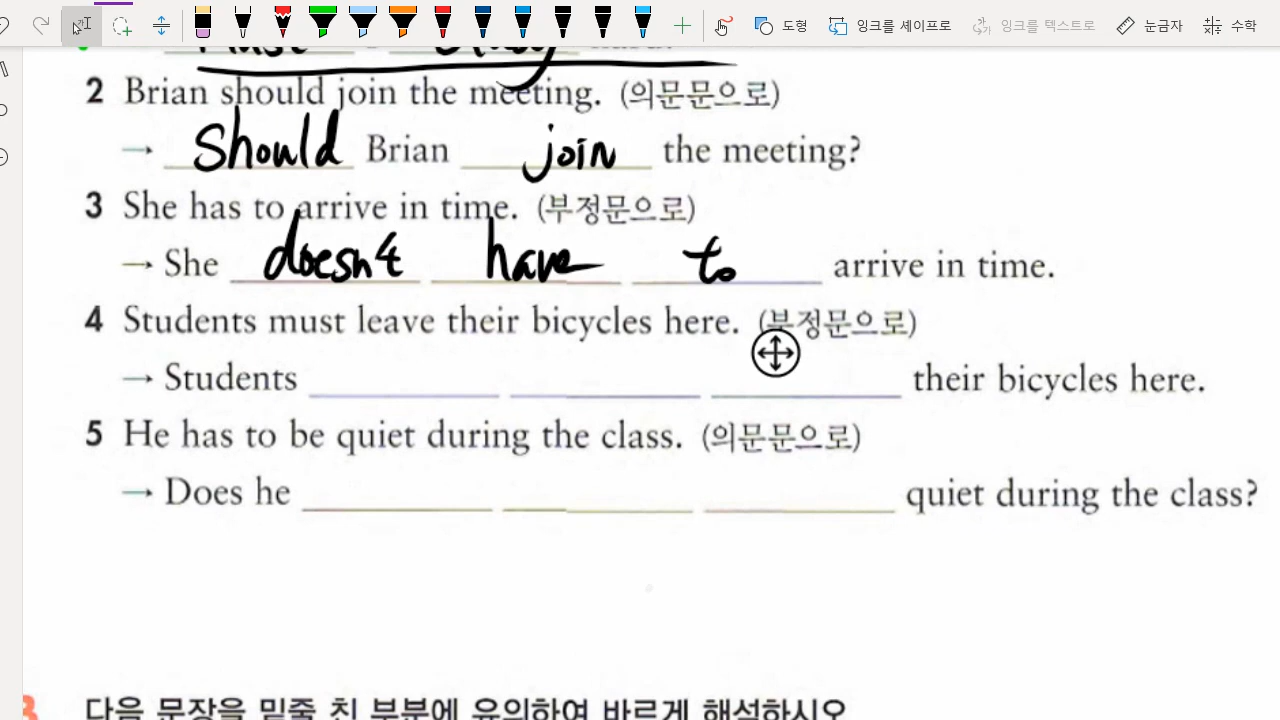 도형 잉크를 셰이프로 잉크를 텍스트로 눈금자 수학
2 Brian should join the meeting. (의문문으로)
→ Should Brian join the meeting?
3 She has to arrive in time. (부정문으로)
→ She doesn't have to arrive in time.
4 Students must leave their bicycles here. (부정문으로)
→ Students ______ ______ ______ their bicycles here.
5 He has to be quiet during the class. (의문문으로)
→ Does he ______ ______ ______ quiet during the class?
다음 문장을 밑줄 친 부분에 유의하여 바르게 해석하시오